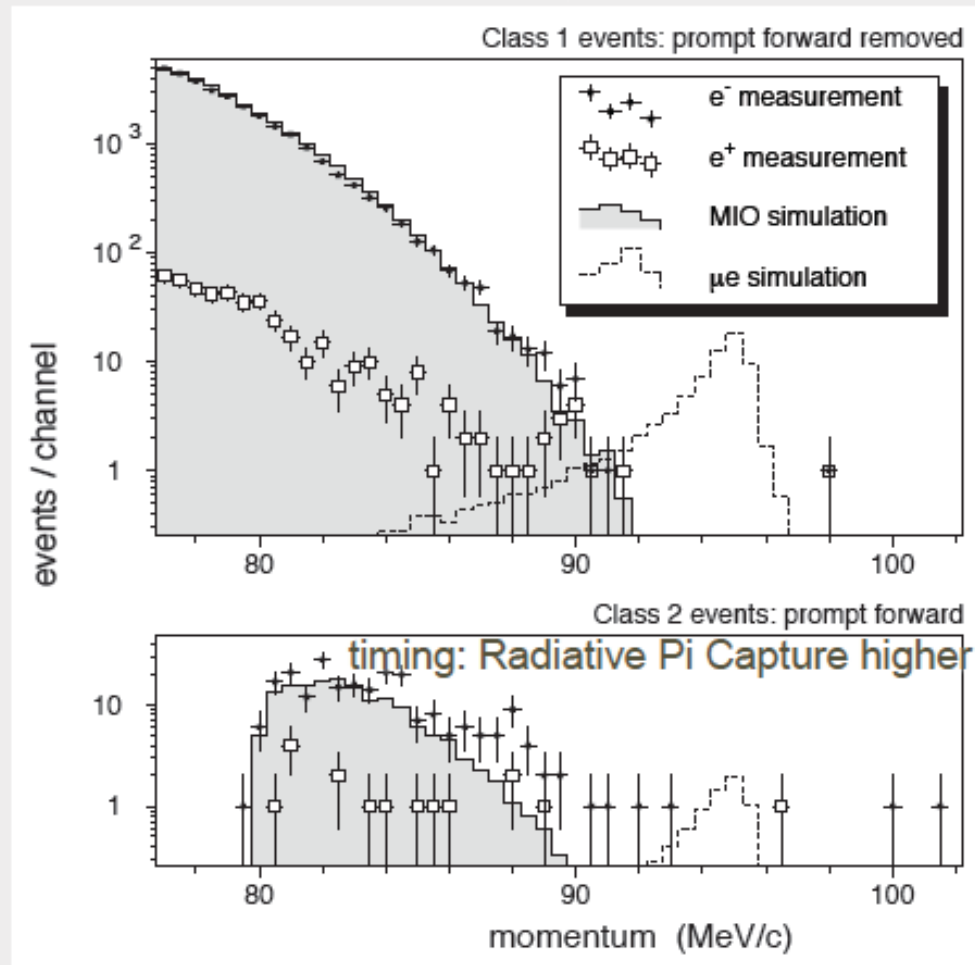 Class 1 events: prompt forward removed
e⁻ measurement
e⁺ measurement
MIO simulation
μe simulation
10³
10²
10
1
events / channel
80
90
100
Class 2 events: prompt forward
timing: Radiative Pi Capture higher
10
1
80
90
100
momentum (MeV/c)